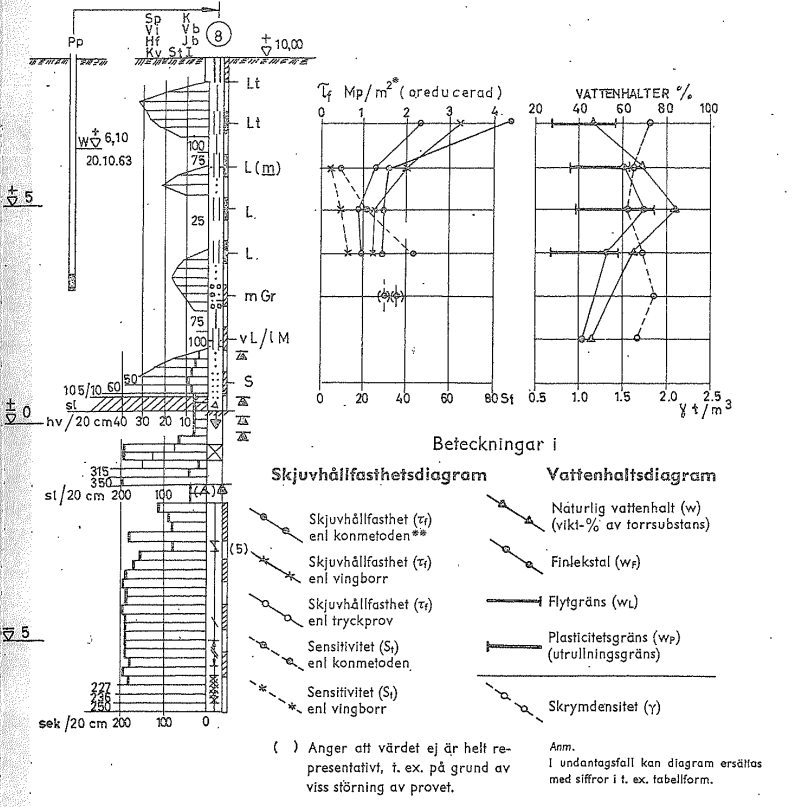 Sp K
Vi Vb
Hf Jb
Kv StI
8
Pp
+ 10,00
Lt
Lt
W + 6,10
20.10.63
100
75
L(m)
+ 5
25
L.
L.
m Gr
75
100
vL/lM
50
S
105/10 60
sl
+ 0
hv/20 cm 40 30 20 10
315
350
sl/20 cm 200 100
(5)
5
227
236
250
sek/20 cm 200 100 0
τf Mp/m²* (oreducerad)
0 1 2 3 4
0 20 40 60 80 St
VATTENHALTER %
20 40 60 80 100
0.5 1.0 1.5 2.0 2.5
γ t/m³
Beteckningar i
Skjuvhållfasthetsdiagram
Skjuvhållfasthet (τf)
enl konmetoden**
Skjuvhållfasthet (τf)
enl vingborr
Skjuvhållfasthet (τf)
enl tryckprov
Sensitivitet (St)
enl konmetoden
Sensitivitet (St)
enl vingborr
( ) Anger att värdet ej är helt re-
presentativt, t. ex. på grund av
viss störning av provet.
Vattenhaltsdiagram
Naturlig vattenhalt (w)
(vikt-% av torrsubstans)
Finlekstal (wF)
Flytgräns (wL)
Plasticitetsgräns (wP)
(utrullningsgräns)
Skrymdensitet (γ)
Anm.
I undantagsfall kan diagram ersättas
med siffror i t. ex. tabellform.